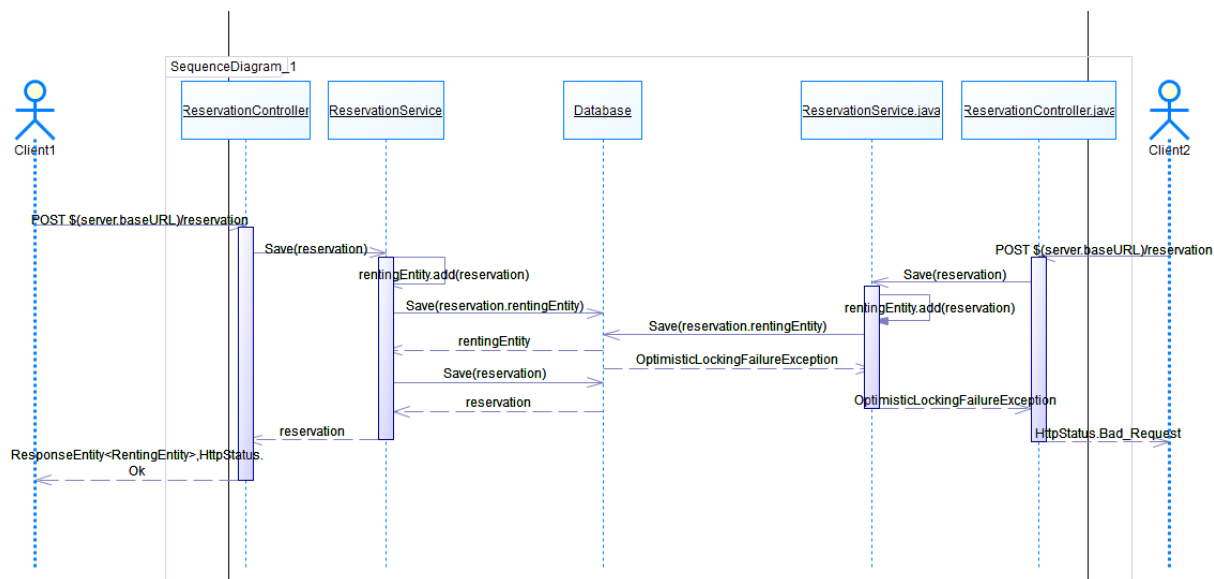 SequenceDiagram_1
ReservationController
ReservationService
Database
ReservationService.java
ReservationController.java
Client1
Client2
POST $(server.baseURL)/reservation
Save(reservation)
POST $(server.baseURL)/reservation
rentingEntity.add(reservation)
Save(reservation)
Save(reservation.rentingEntity)
rentingEntity.add(reservation)
Save(reservation.rentingEntity)
rentingEntity
OptimisticLockingFailureException
Save(reservation)
reservation
OptimisticLockingFailureException
reservation
HttpStatus.Bad_Request
ResponseEntity<RentingEntity>,HttpStatus.
Ok